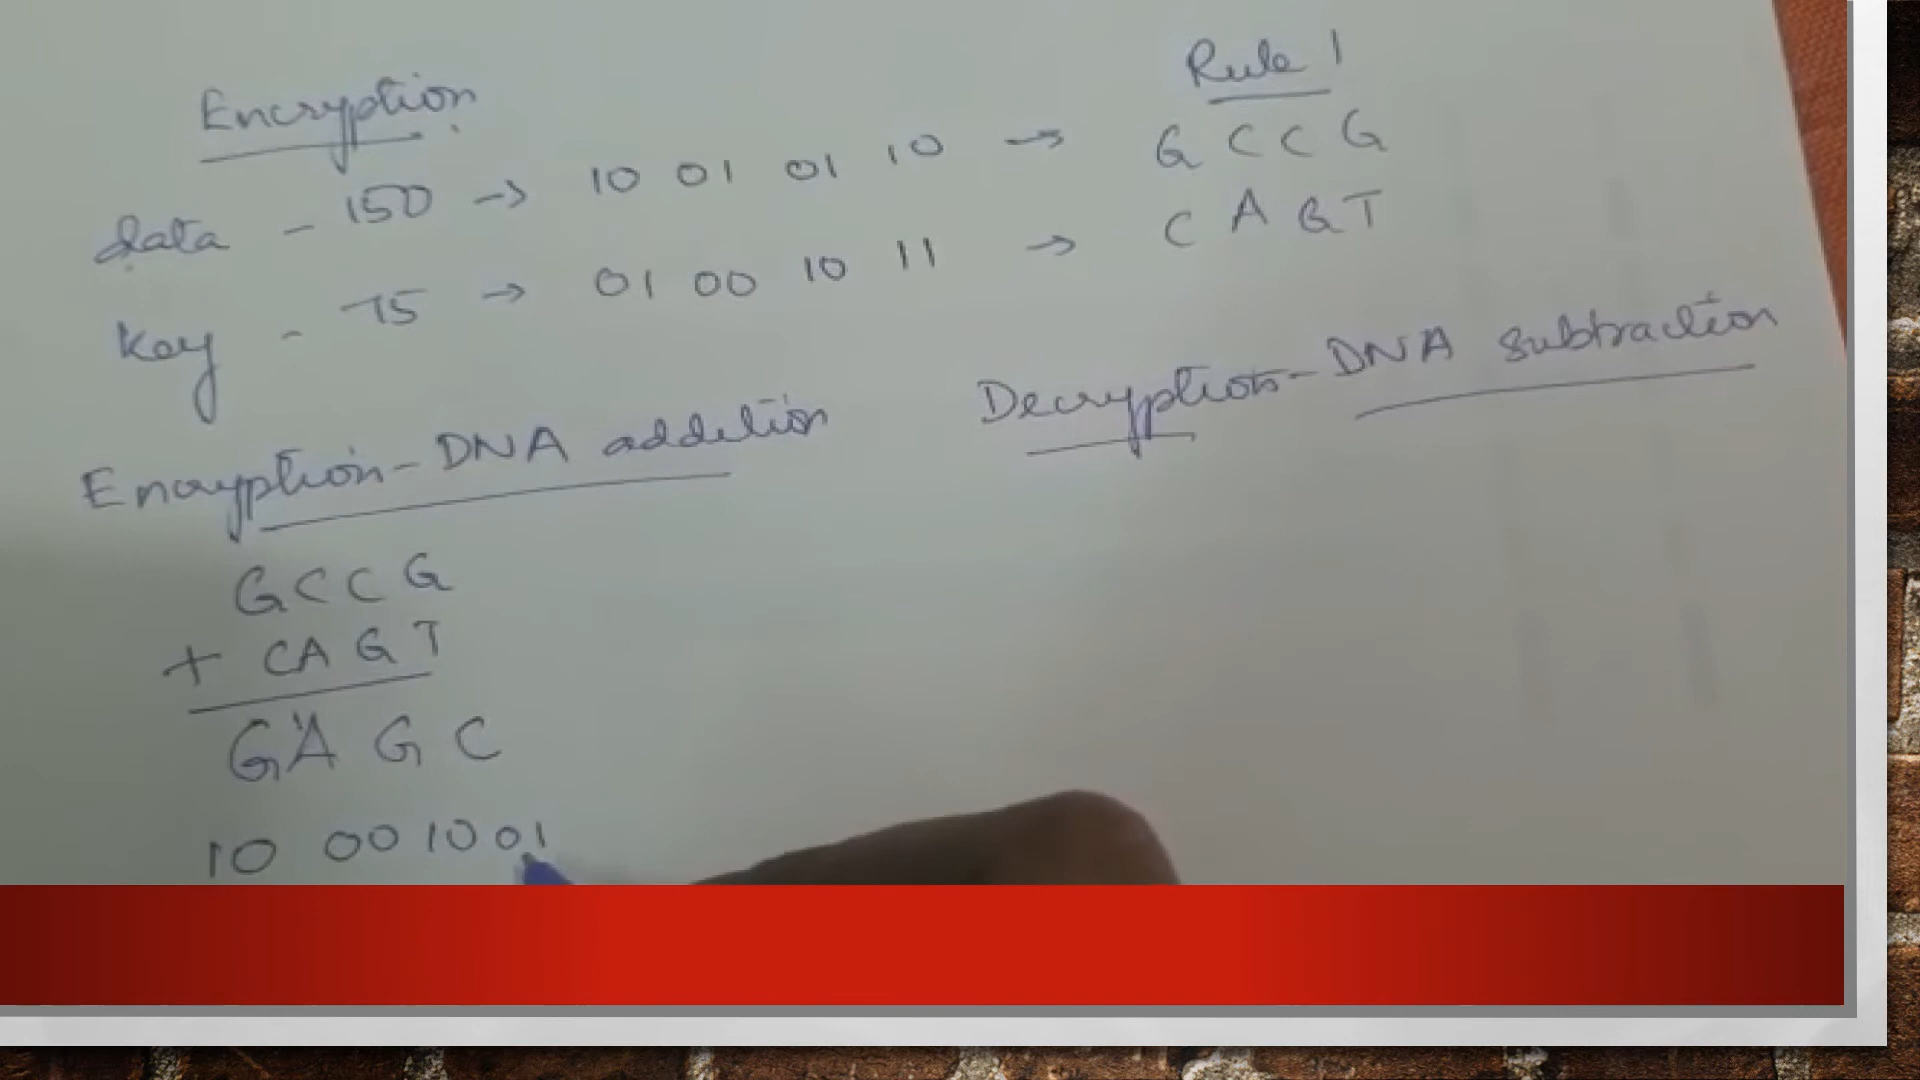 Encryption
Rule 1
data - 150 → 10 01 01 10 → G C C G
key - 75 → 01 00 10 11 → C A G T
Encryption - DNA addition
Decryption - DNA subtraction
G C C G
+ C A G T
G A G C
10 00 10 01